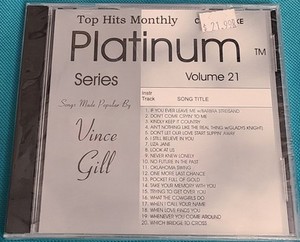 Top Hits Monthly
$21.99
Platinum ™
Series
Volume 21
Songs Made Popular By
Vince
Gill
Instr
Track SONG TITLE
1. IF YOU EVER LEAVE ME w/BARBRA STREISAND
2. DON'T COME CRYIN' TO ME
3. KINDLY KEEP IT COUNTRY
4. AIN'T NOTHING LIKE THE REAL THING w/GLADYS KNIGHT
5. DON'T LET OUR LOVE START SLIPPIN' AWAY
6. I STILL BELIEVE IN YOU
7. LIZA JANE
8. LOOK AT US
9. NEVER KNEW LONELY
10. NO FUTURE IN THE PAST
11. OKLAHOMA SWING
12. ONE MORE LAST CHANCE
13. POCKET FULL OF GOLD
14. TAKE YOUR MEMORY WITH YOU
15. TRYING TO GET OVER YOU
16. WHAT THE COWGIRLS DO
17. WHEN I CALL YOUR NAME
18. WHEN LOVE FINDS YOU
19. WHENEVER YOU COME AROUND
20. WHICH BRIDGE TO CROSS